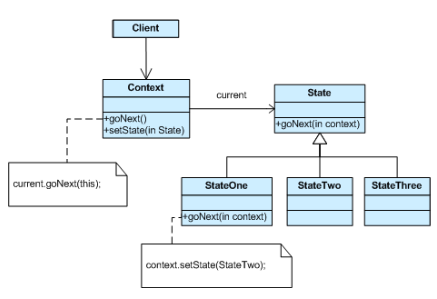 Client
Context
+goNext()
+setState(in State)
current
State
+goNext(in context)
current.goNext(this);
StateOne
+goNext(in context)
StateTwo
StateThree
context.setState(StateTwo);